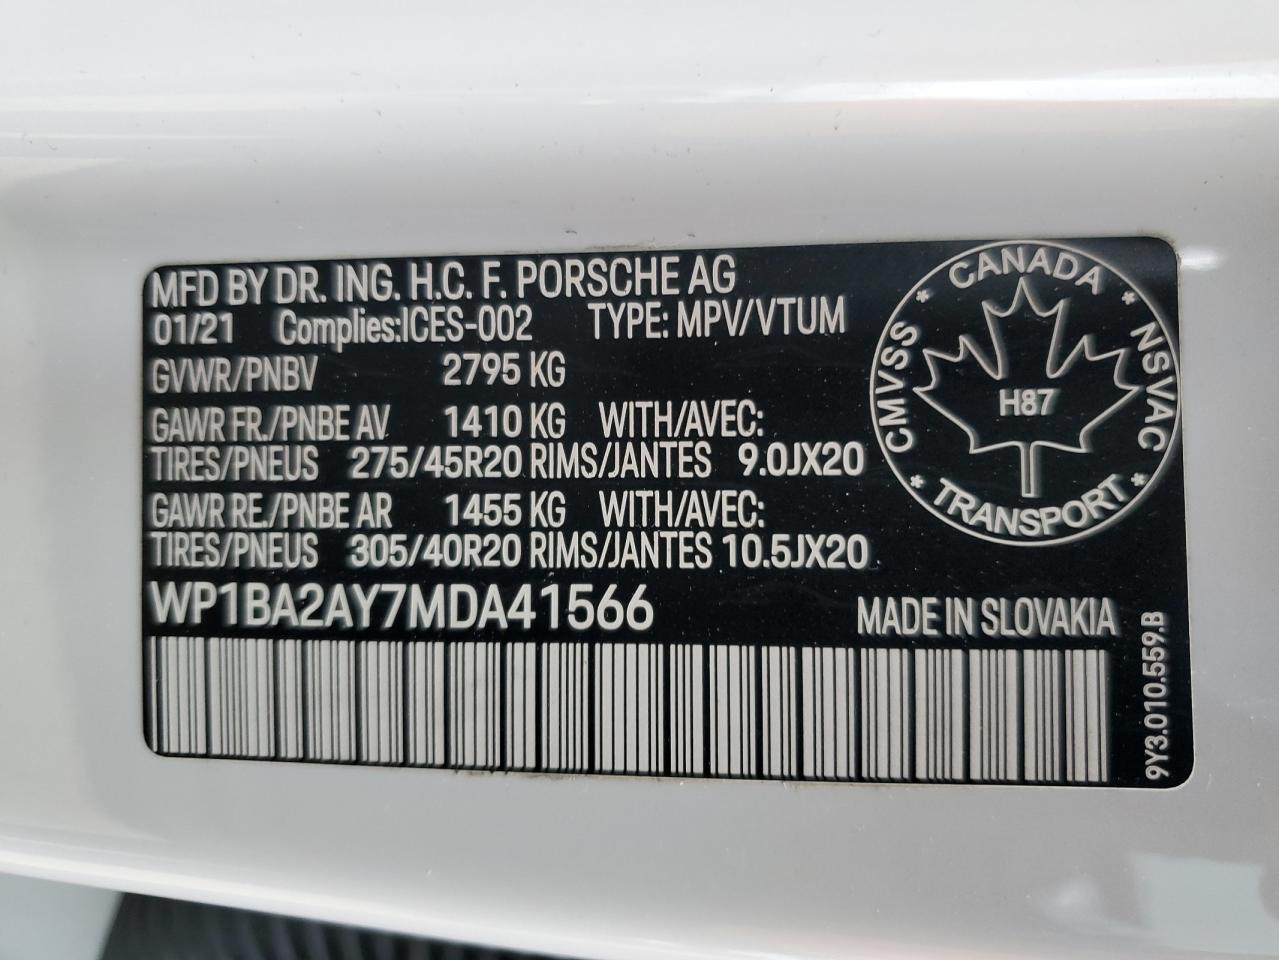 MFD BY DR. ING. H.C. F. PORSCHE AG
01/21 Complies:ICES-002 TYPE: MPV/VTUM
GVWR/PNBV 2795 KG
GAWR FR./PNBE AV 1410 KG WITH/AVEC:
TIRES/PNEUS 275/45R20 RIMS/JANTES 9.0JX20
GAWR RE./PNBE AR 1455 KG WITH/AVEC:
TIRES/PNEUS 305/40R20 RIMS/JANTES 10.5JX20
WP1BA2AY7MDA41566 MADE IN SLOVAKIA
* CANADA *
CMVSS
NSVAC
H87
* TRANSPORT *
9Y3.010.559.B